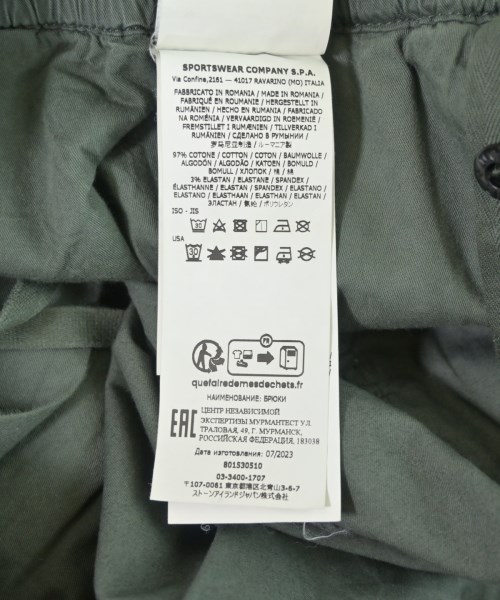 SPORTSWEAR COMPANY S.P.A.
Via Confine,2161 — 41017 RAVARINO (MO) ITALIA
FABBRICATO IN ROMANIA / MADE IN ROMANIA /
FABRIQUÉ EN ROUMANIE / HERGESTELLT IN
RUMÄNIEN / HECHO EN RUMANIA / FABRICADO
NA ROMÊNIA / VERVAARDIGD IN ROEMENIË /
FREMSTILLET I RUMÆNIEN / TILLVERKAD I
RUMÄNIEN / СДЕЛАНО В РУМЫНИИ /
罗马尼亚制造 / ルーマニア製
97% COTONE / COTTON / COTON / BAUMWOLLE /
ALGODÓN / ALGODÃO / KATOEN / BOMULD /
BOMULL / ХЛОПОК / 棉 / 綿
3% ELASTAN / ELASTANE / SPANDEX /
ÉLASTHANNE / ELASTAN / SPANDEX / ELASTANO /
ELASTANO / ELASTHAAN / ELASTAN / ELASTAN /
ЭЛАСТАН / 氨纶 / ポリウレタン
ISO - JIS
30
USA
30
FR
quefairedemesdechets.fr
НАИМЕНОВАНИЕ: БРЮКИ
EAC
ЦЕНТР НЕЗАВИСИМОЙ
ЭКСПЕРТИЗЫ МУРМАНТЕСТ УЛ
ТРАЛОВАЯ, 49, Г. МУРМАНСК,
РОССИЙСКАЯ ФЕДЕРАЦИЯ, 183038
Дата изготовления: 07/2023
801530510
03-3400-1707
〒107-0061 東京都港区北青山3-6-7
ストーンアイランドジャパン株式会社